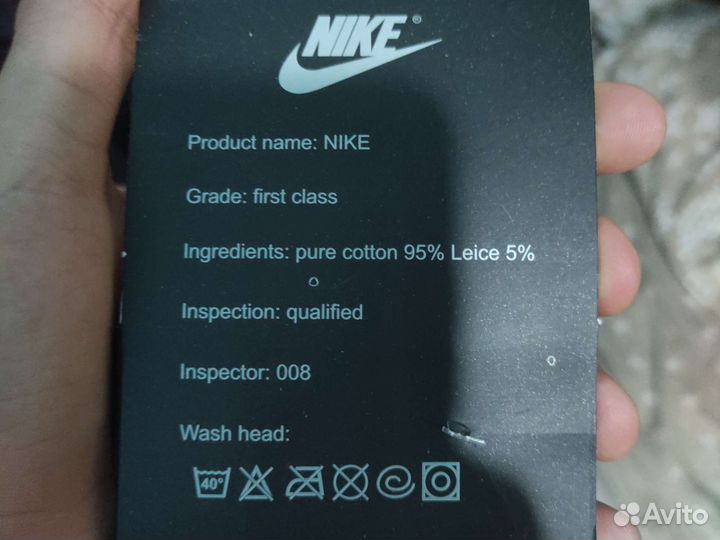 NIKE®
Product name: NIKE
Grade: first class
Ingredients: pure cotton 95% Leice 5%
Inspection: qualified
Inspector: 008
Wash head:
40°
Avito